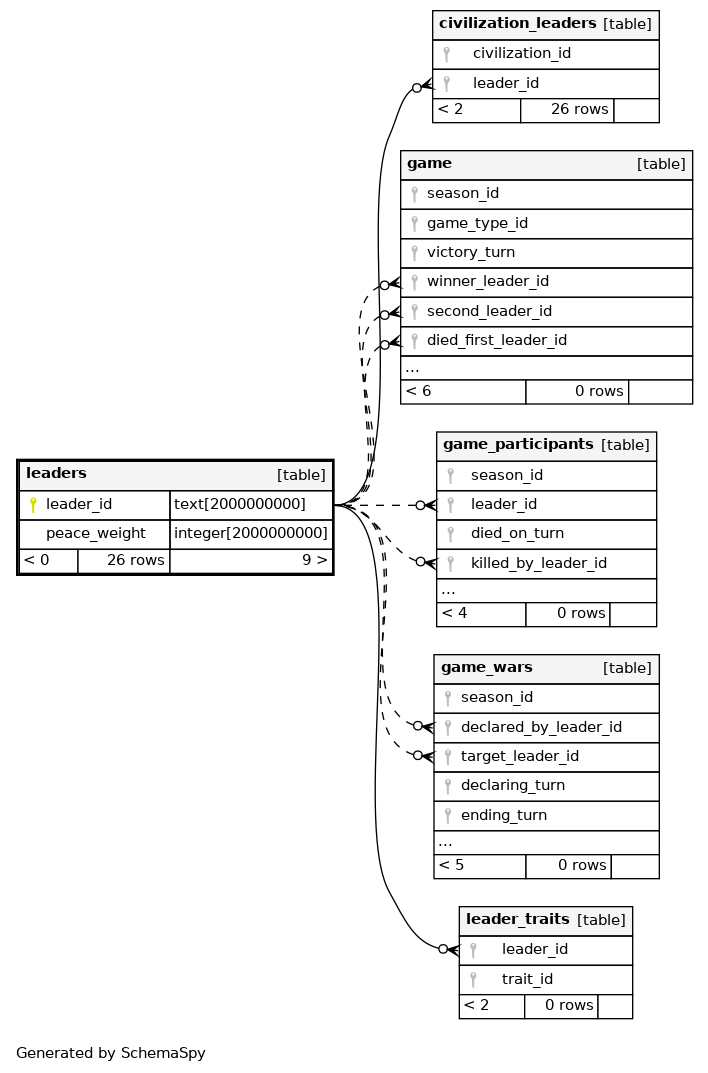 civilization_leaders [table]
civilization_id
leader_id
< 2 26 rows
game [table]
season_id
game_type_id
victory_turn
winner_leader_id
second_leader_id
died_first_leader_id
...
< 6 0 rows
game_participants [table]
season_id
leader_id
died_on_turn
killed_by_leader_id
...
< 4 0 rows
leaders [table]
leader_id text[2000000000]
peace_weight integer[2000000000]
< 0 26 rows 9 >
game_wars [table]
season_id
declared_by_leader_id
target_leader_id
declaring_turn
ending_turn
...
< 5 0 rows
leader_traits [table]
leader_id
trait_id
< 2 0 rows
Generated by SchemaSpy